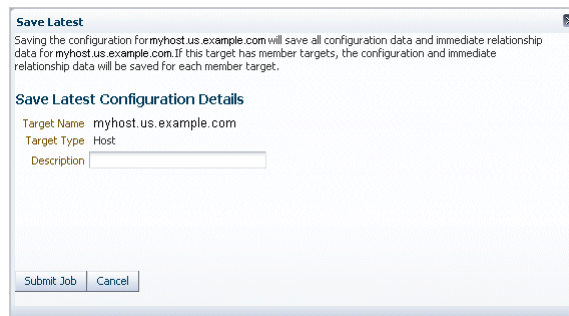 Save Latest
Saving the configuration for myhost.us.example.com will save all configuration data and immediate relationship
data for myhost.us.example.com. If this target has member targets, the configuration and immediate
relationship data will be saved for each member target.
Save Latest Configuration Details
Target Name myhost.us.example.com
Target Type Host
Description
Submit Job Cancel